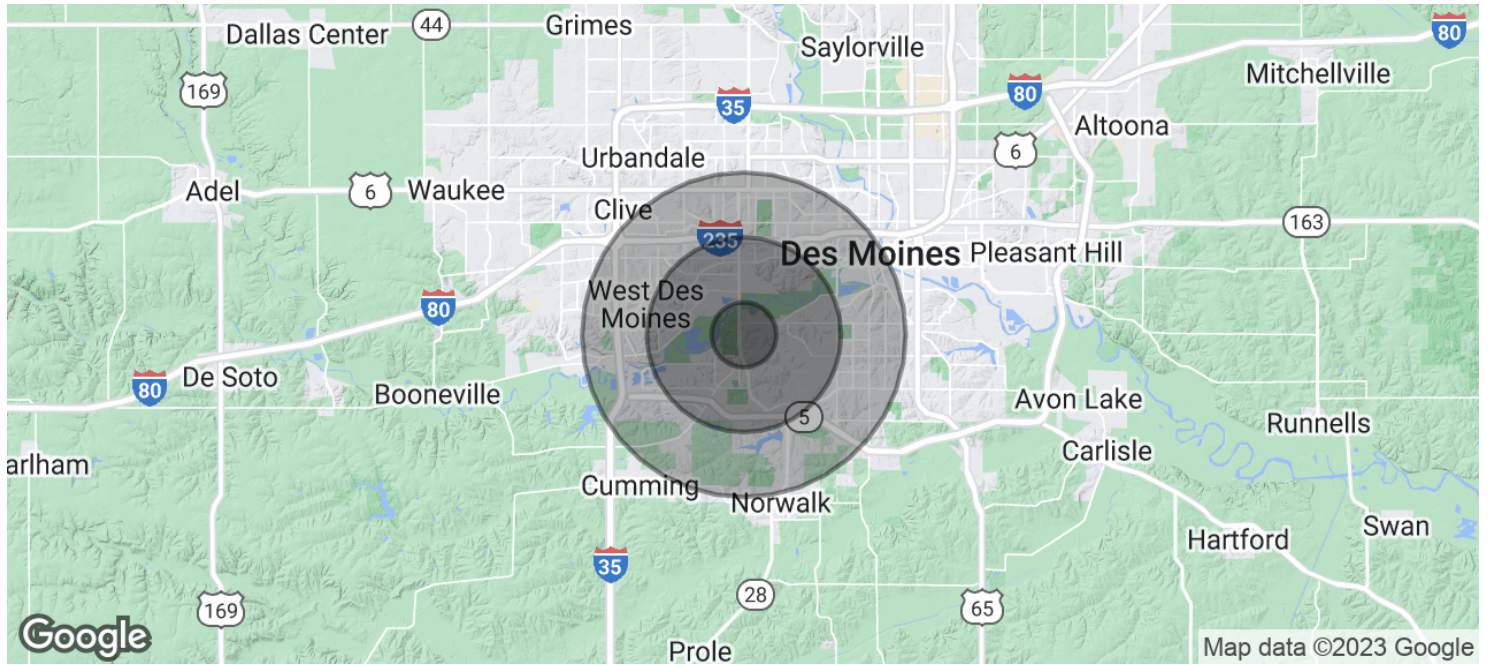 Dallas Center
44
Grimes
Saylorville
80
Mitchellville
169
35
80
Altoona
6
Urbandale
Adel
6
Waukee
Clive
163
235
Des Moines
Pleasant Hill
West Des
Moines
80
De Soto
80
Booneville
5
Avon Lake
Runnells
Carlisle
arlham
Cumming
Norwalk
Swan
Hartford
35
28
169
65
Google
Prole
Map data ©2023 Google